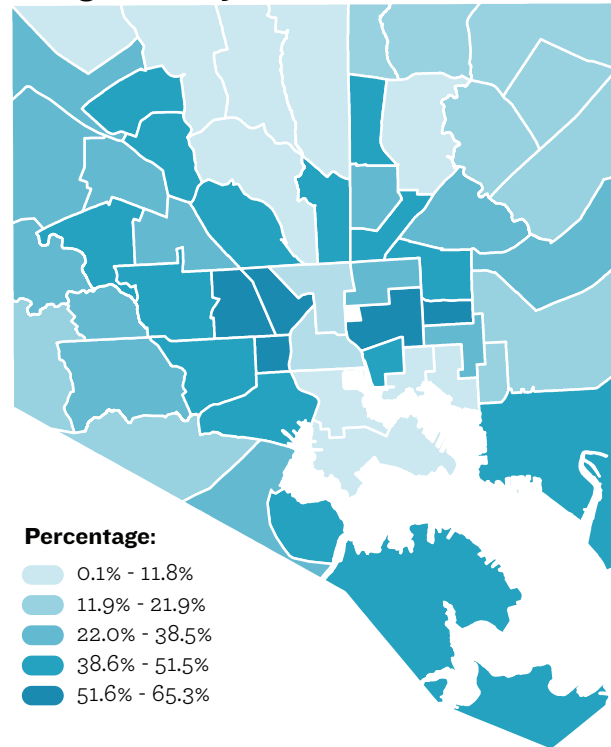 Percentage:
0.1% - 11.8%
11.9% - 21.9%
22.0% - 38.5%
38.6% - 51.5%
51.6% - 65.3%